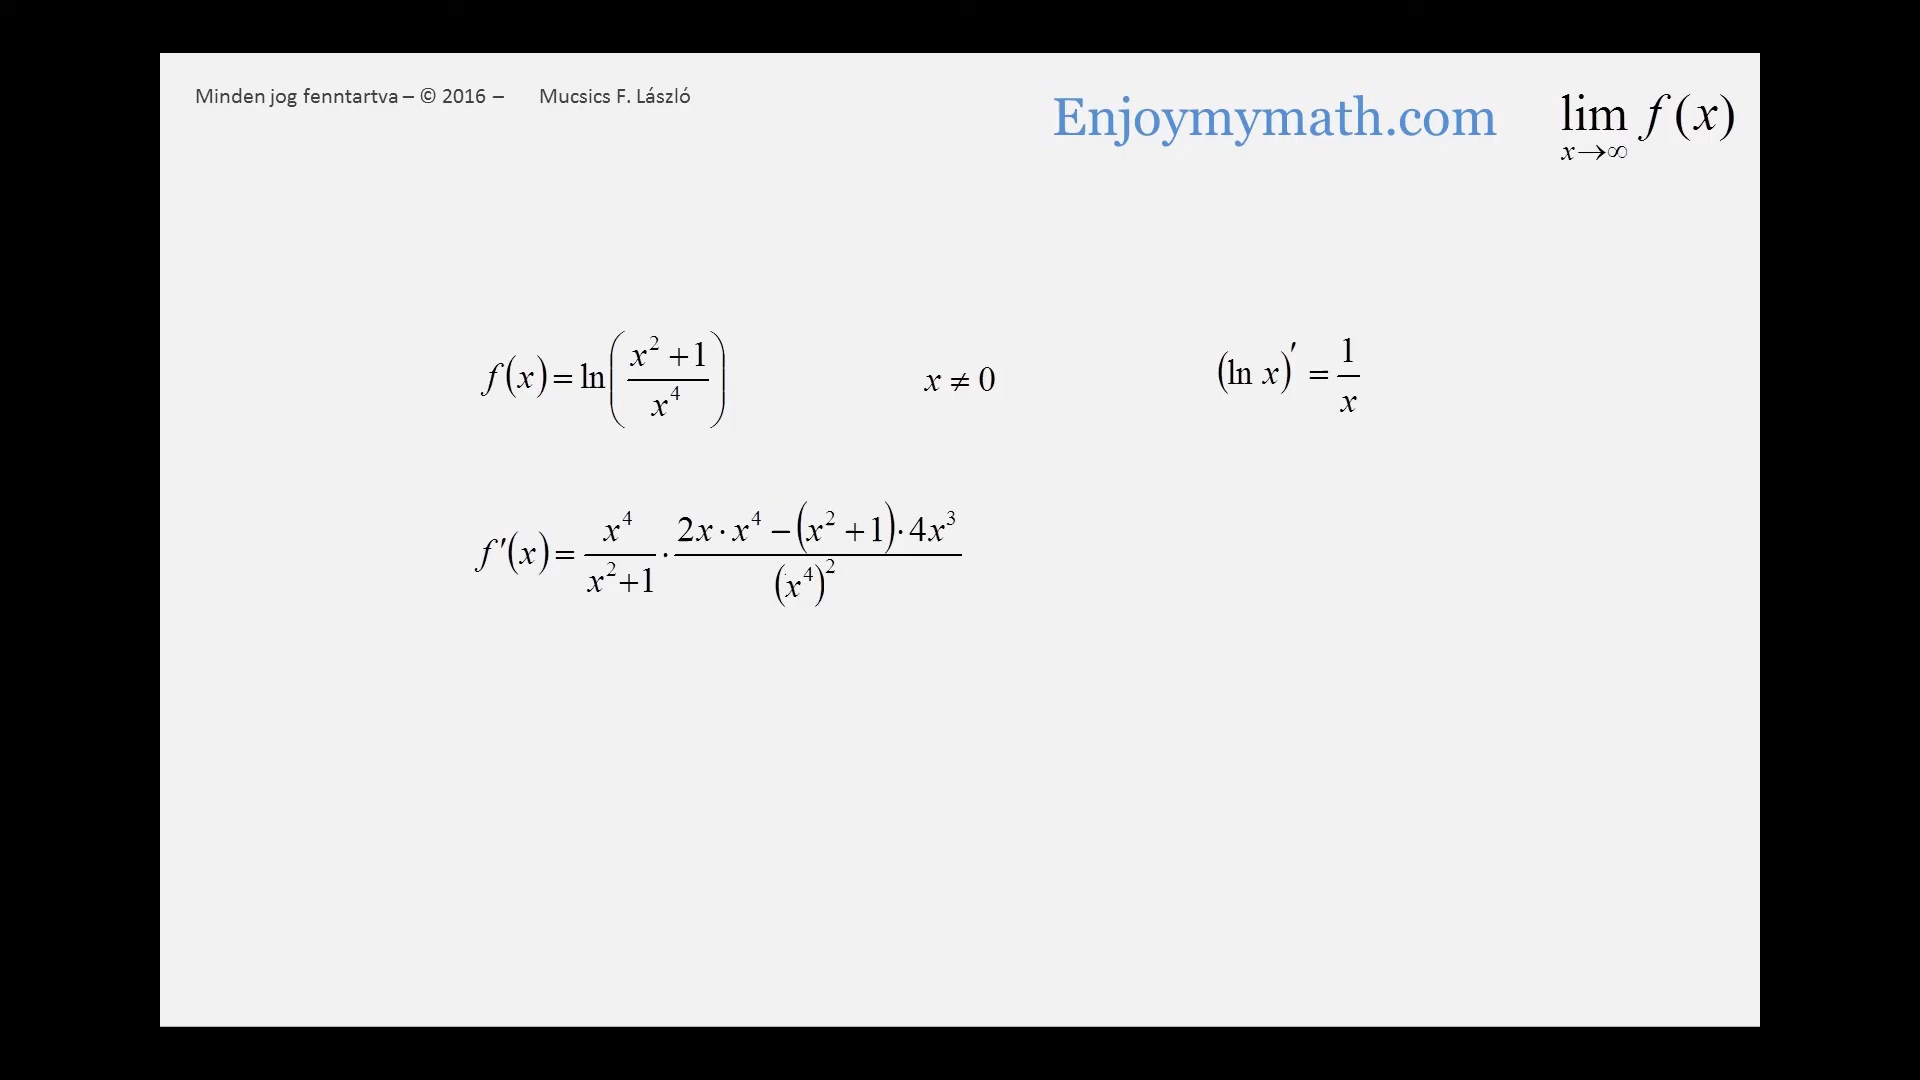 Minden jog fenntartva – © 2016 – Mucsics F. László
Enjoymymath.com
lim f(x)
x→∞
f(x) = ln((x² + 1)/x⁴)
x ≠ 0
(ln x)′ = 1/x
f′(x) = x⁴/(x²+1) · (2x · x⁴ − (x² + 1) · 4x³)/(x⁴)²